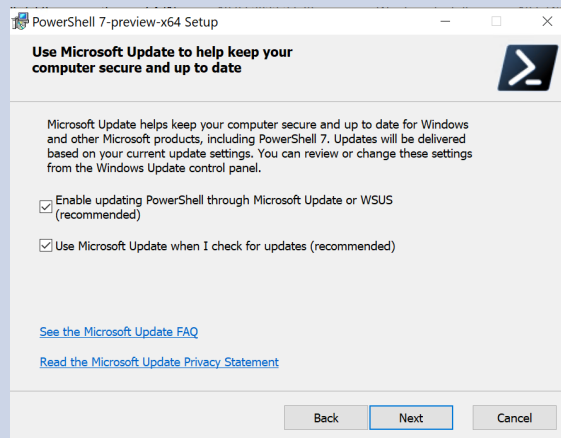 PowerShell 7-preview-x64 Setup
Use Microsoft Update to help keep your
computer secure and up to date
Microsoft Update helps keep your computer secure and up to date for Windows
and other Microsoft products, including PowerShell 7. Updates will be delivered
based on your current update settings. You can review or change these settings
from the Windows Update control panel.
Enable updating PowerShell through Microsoft Update or WSUS
(recommended)
Use Microsoft Update when I check for updates (recommended)
See the Microsoft Update FAQ
Read the Microsoft Update Privacy Statement
Back Next Cancel